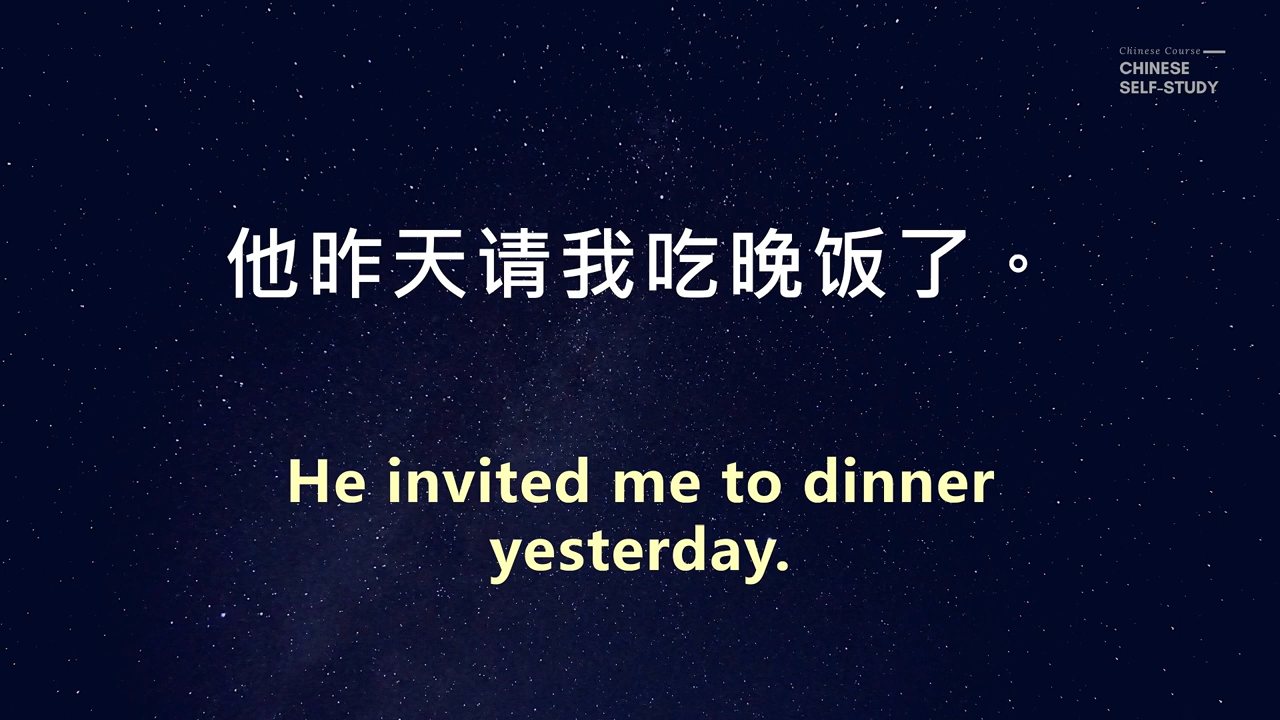 Chinese Course
CHINESE
SELF-STUDY
他昨天请我吃晚饭了。
He invited me to dinner
yesterday.